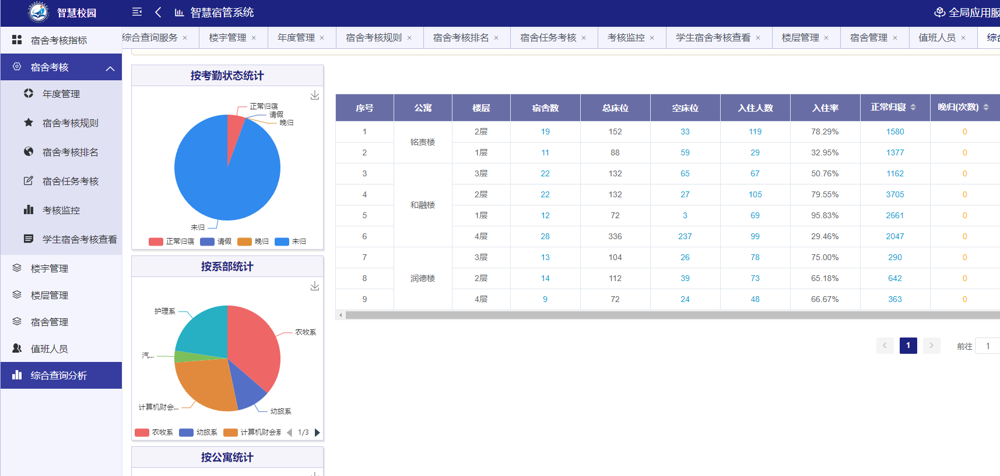 智慧校园
智慧宿管系统
全局应用服
综合查询服务 × 楼宇管理 × 年度管理 × 宿舍考核规则 × 宿舍考核排名 × 宿舍任务考核 × 考核监控 × 学生宿舍考核查看 × 楼层管理 × 宿舍管理 × 值班人员 × 综合
宿舍考核指标
宿舍考核
年度管理
宿舍考核规则
宿舍考核排名
宿舍任务考核
考核监控
学生宿舍考核查看
楼宇管理
楼层管理
宿舍管理
值班人员
综合查询分析
按考勤状态统计
正常归寝
请假
晚归
未归
正常归寝 请假 晚归 未归
按系部统计
护理系
农牧系
汽...
计算机财会...
幼旅系
农牧系 幼旅系 计算机财会系 1/3
按公寓统计
序号 公寓 楼层 宿舍数 总床位 空床位 入住人数 入住率 正常归寝 晚归(次数)
1 铭责楼 2层 19 152 33 119 78.29% 1580 0
2 1层 11 88 59 29 32.95% 1377 0
3 和融楼 3层 22 132 65 67 50.76% 1162 0
4 2层 22 132 27 105 79.55% 3705 0
5 1层 12 72 3 69 95.83% 2661 0
6 4层 28 336 237 99 29.46% 2047 0
7 润德楼 3层 13 104 26 78 75.00% 290 0
8 2层 14 112 39 73 65.18% 642 0
9 4层 9 72 24 48 66.67% 363 0
1 前往 1